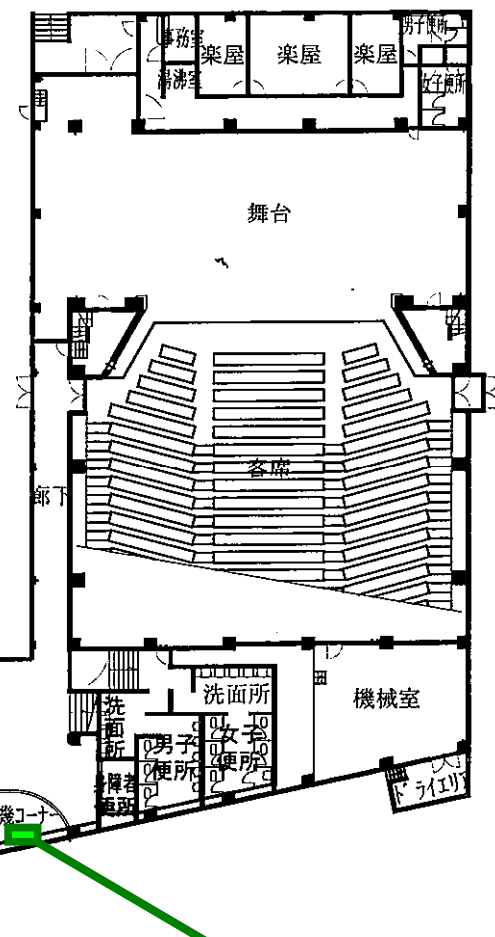 事務室
楽屋
楽屋
楽屋
男子便所
湯沸室
女子便所
舞台
客席
廊下
洗面所
機械室
洗面所
男子
便所
女子
便所
身障者
便所
ドライエリア
機コーナー